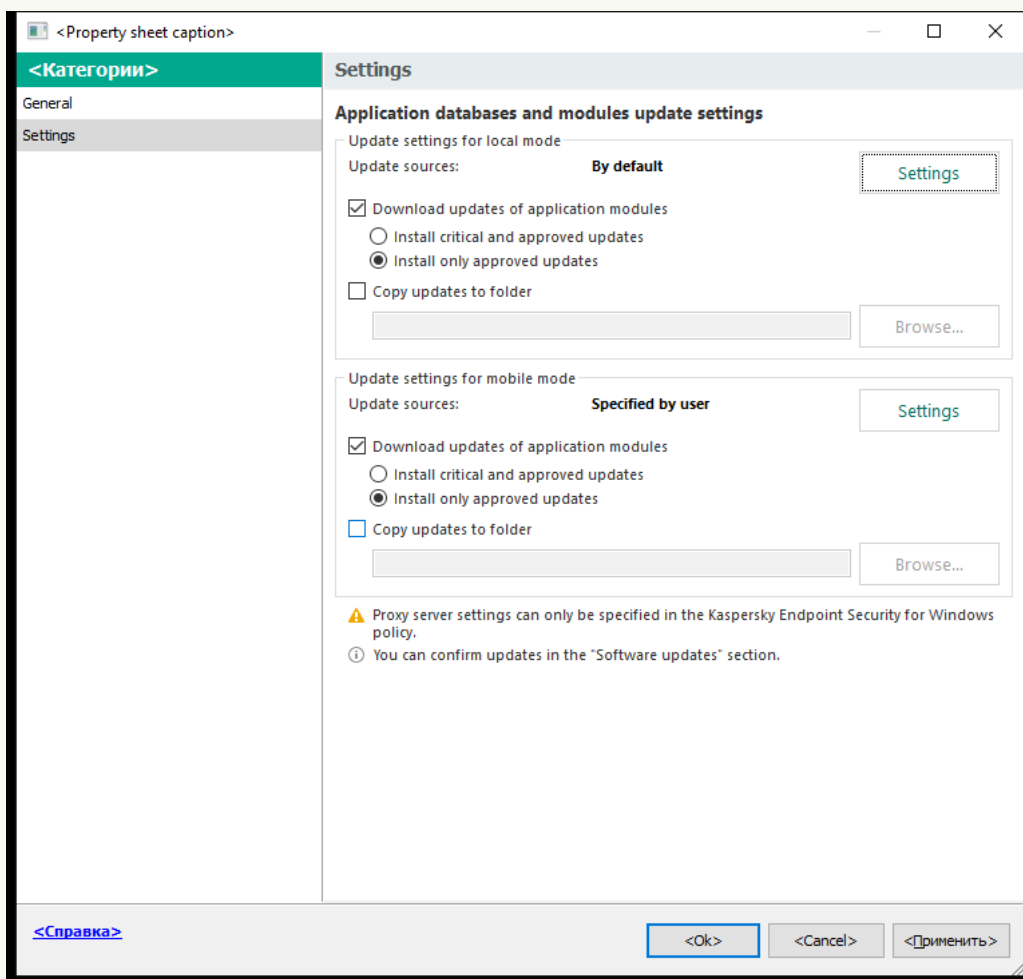 <Property sheet caption>
<Категории>
General
Settings
Settings
Application databases and modules update settings
Update settings for local mode
Update sources: By default
Settings
Download updates of application modules
Install critical and approved updates
Install only approved updates
Copy updates to folder
Browse...
Update settings for mobile mode
Update sources: Specified by user
Settings
Download updates of application modules
Install critical and approved updates
Install only approved updates
Copy updates to folder
Browse...
Proxy server settings can only be specified in the Kaspersky Endpoint Security for Windows
policy.
You can confirm updates in the "Software updates" section.
<Справка>
<Ok> <Cancel> <Применить>